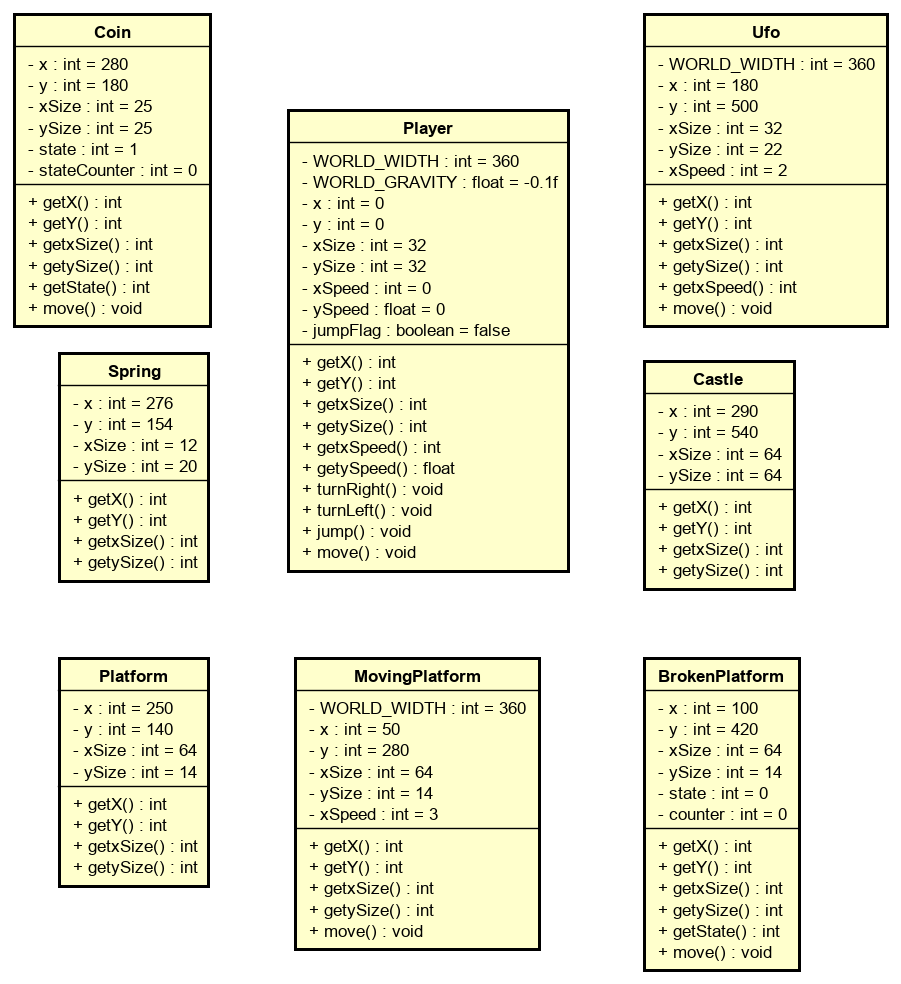 Coin
- x : int = 280
- y : int = 180
- xSize : int = 25
- ySize : int = 25
- state : int = 1
- stateCounter : int = 0
+ getX() : int
+ getY() : int
+ getxSize() : int
+ getySize() : int
+ getState() : int
+ move() : void
Player
- WORLD_WIDTH : int = 360
- WORLD_GRAVITY : float = -0.1f
- x : int = 0
- y : int = 0
- xSize : int = 32
- ySize : int = 32
- xSpeed : int = 0
- ySpeed : float = 0
- jumpFlag : boolean = false
+ getX() : int
+ getY() : int
+ getxSize() : int
+ getySize() : int
+ getxSpeed() : int
+ getySpeed() : float
+ turnRight() : void
+ turnLeft() : void
+ jump() : void
+ move() : void
Ufo
- WORLD_WIDTH : int = 360
- x : int = 180
- y : int = 500
- xSize : int = 32
- ySize : int = 22
- xSpeed : int = 2
+ getX() : int
+ getY() : int
+ getxSize() : int
+ getySize() : int
+ getxSpeed() : int
+ move() : void
Spring
- x : int = 276
- y : int = 154
- xSize : int = 12
- ySize : int = 20
+ getX() : int
+ getY() : int
+ getxSize() : int
+ getySize() : int
Castle
- x : int = 290
- y : int = 540
- xSize : int = 64
- ySize : int = 64
+ getX() : int
+ getY() : int
+ getxSize() : int
+ getySize() : int
Platform
- x : int = 250
- y : int = 140
- xSize : int = 64
- ySize : int = 14
+ getX() : int
+ getY() : int
+ getxSize() : int
+ getySize() : int
MovingPlatform
- WORLD_WIDTH : int = 360
- x : int = 50
- y : int = 280
- xSize : int = 64
- ySize : int = 14
- xSpeed : int = 3
+ getX() : int
+ getY() : int
+ getxSize() : int
+ getySize() : int
+ move() : void
BrokenPlatform
- x : int = 100
- y : int = 420
- xSize : int = 64
- ySize : int = 14
- state : int = 0
- counter : int = 0
+ getX() : int
+ getY() : int
+ getxSize() : int
+ getySize() : int
+ getState() : int
+ move() : void